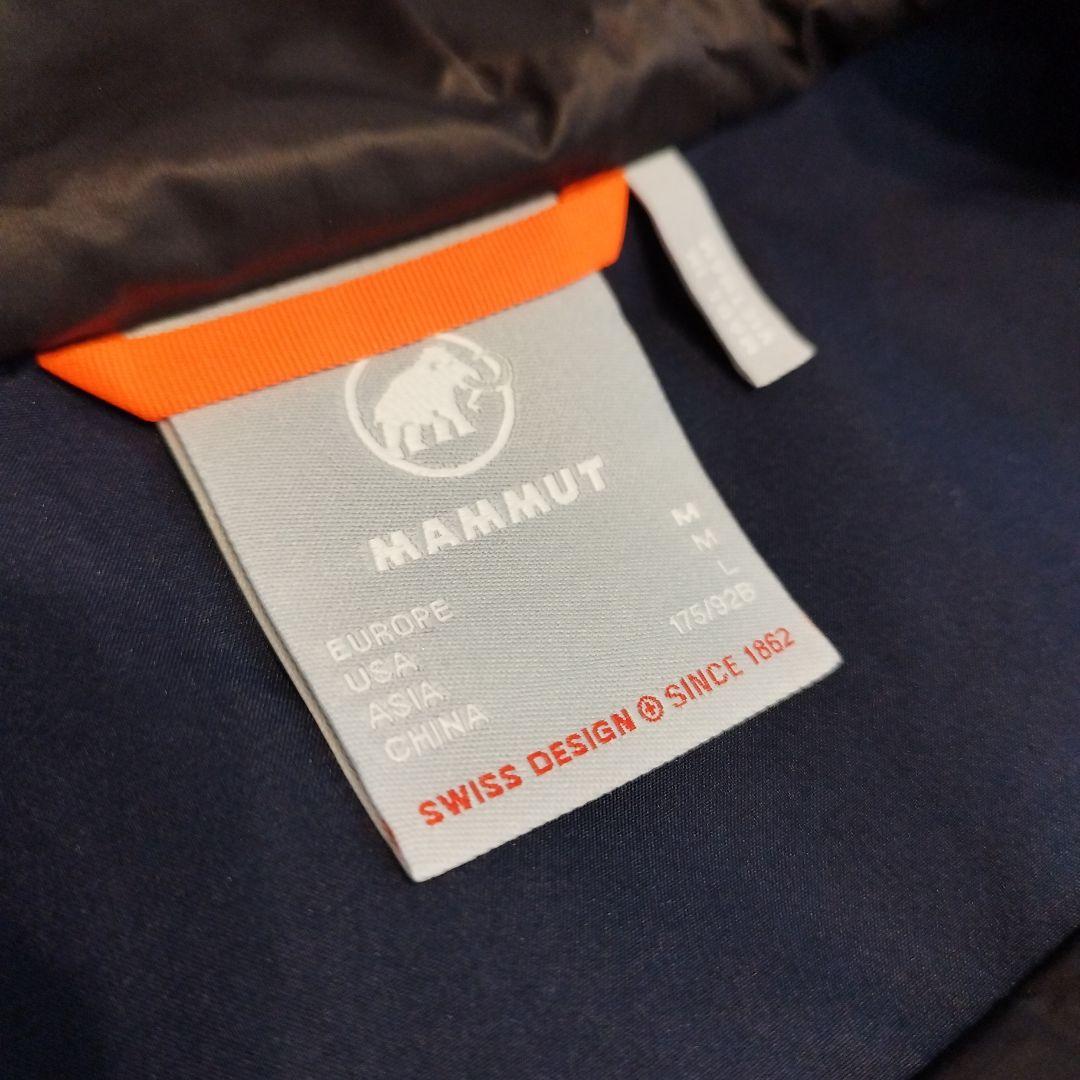 MAMMUT
EUROPE M
USA M
ASIA L
CHINA 175/92B
SWISS DESIGN SINCE 1862